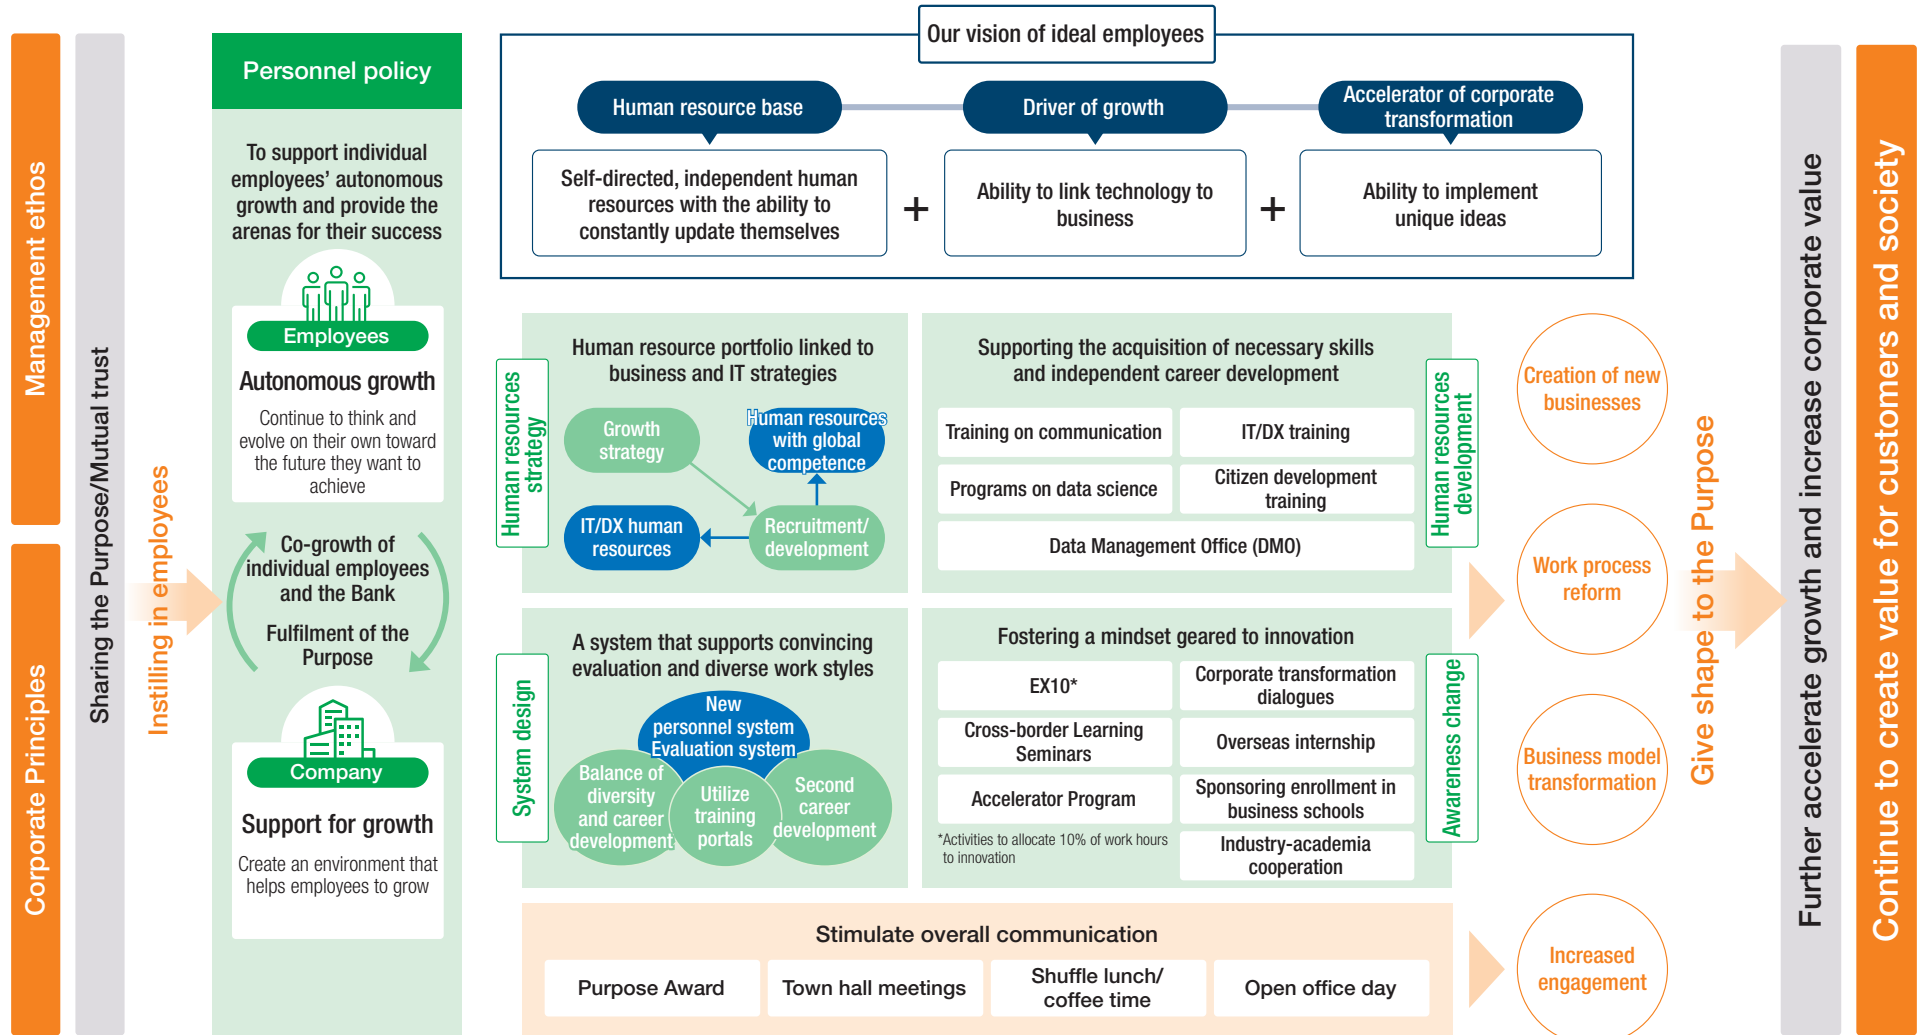 Management ethos
Corporate Principles
Sharing the Purpose/Mutual trust
Instilling in employees
Personnel policy
To support individual
employees’ autonomous
growth and provide the
arenas for their success
Employees
Autonomous growth
Continue to think and
evolve on their own toward
the future they want to
achieve
Co-growth of
individual employees
and the Bank
Fulfilment of the
Purpose
Company
Support for growth
Create an environment that
helps employees to grow
Our vision of ideal employees
Human resource base
Self-directed, independent human
resources with the ability to
constantly update themselves
+
Driver of growth
Ability to link technology to
business
+
Accelerator of corporate
transformation
Ability to implement
unique ideas
Human resources
strategy
Human resource portfolio linked to
business and IT strategies
Growth
strategy
Human resources
with global
competence
IT/DX human
resources
Recruitment/
development
Supporting the acquisition of necessary skills
and independent career development
Training on communication
IT/DX training
Programs on data science
Citizen development
training
Data Management Office (DMO)
Human resources
development
System design
A system that supports convincing
evaluation and diverse work styles
New
personnel system
Evaluation system
Balance of
diversity
and career
development
Utilize
training
portals
Second
career
development
Fostering a mindset geared to innovation
EX10*
Corporate transformation
dialogues
Cross-border Learning
Seminars
Overseas internship
Accelerator Program
Sponsoring enrollment in
business schools
*Activities to allocate 10% of work hours
to innovation
Industry-academia
cooperation
Awareness change
Stimulate overall communication
Purpose Award
Town hall meetings
Shuffle lunch/
coffee time
Open office day
Creation of new
businesses
Work process
reform
Business model
transformation
Increased
engagement
Give shape to the Purpose
Further accelerate growth and increase corporate value
Continue to create value for customers and society